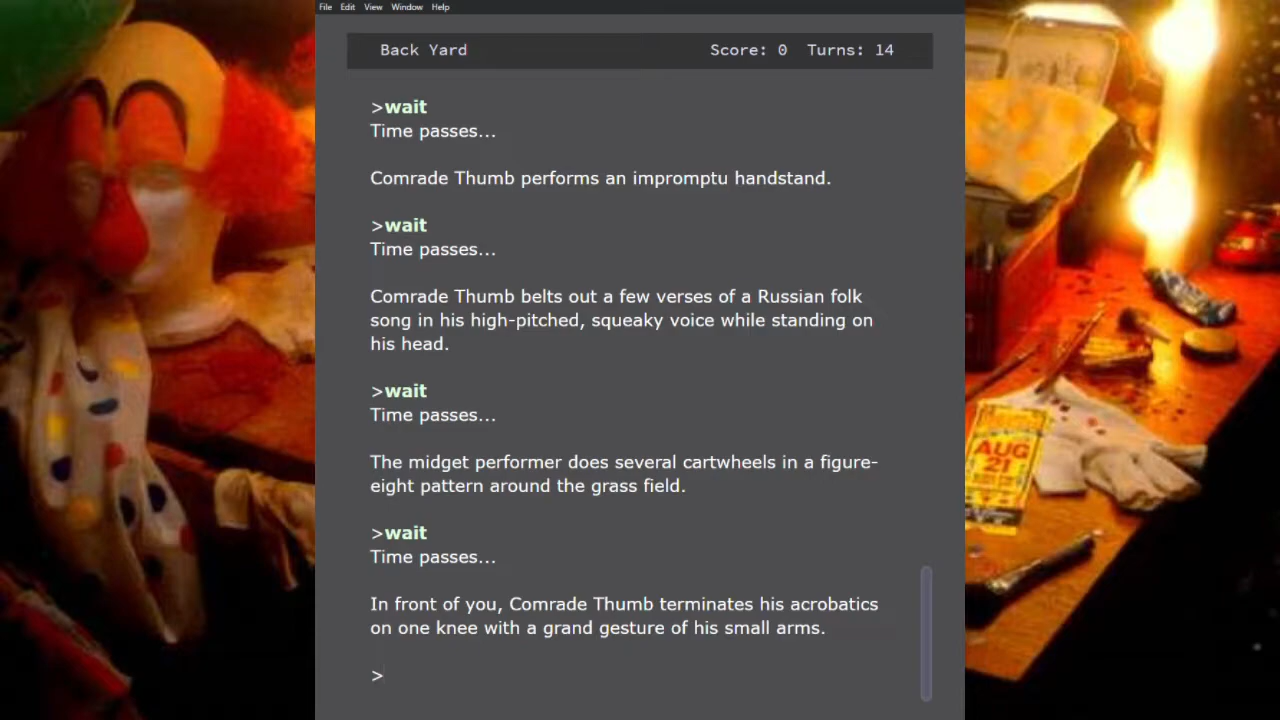 File Edit View Window Help
Back Yard Score: 0 Turns: 14
>wait
Time passes...
Comrade Thumb performs an impromptu handstand.
>wait
Time passes...
Comrade Thumb belts out a few verses of a Russian folk
song in his high-pitched, squeaky voice while standing on
his head.
>wait
Time passes...
The midget performer does several cartwheels in a figure-
eight pattern around the grass field.
>wait
Time passes...
In front of you, Comrade Thumb terminates his acrobatics
on one knee with a grand gesture of his small arms.
>
AUG
21